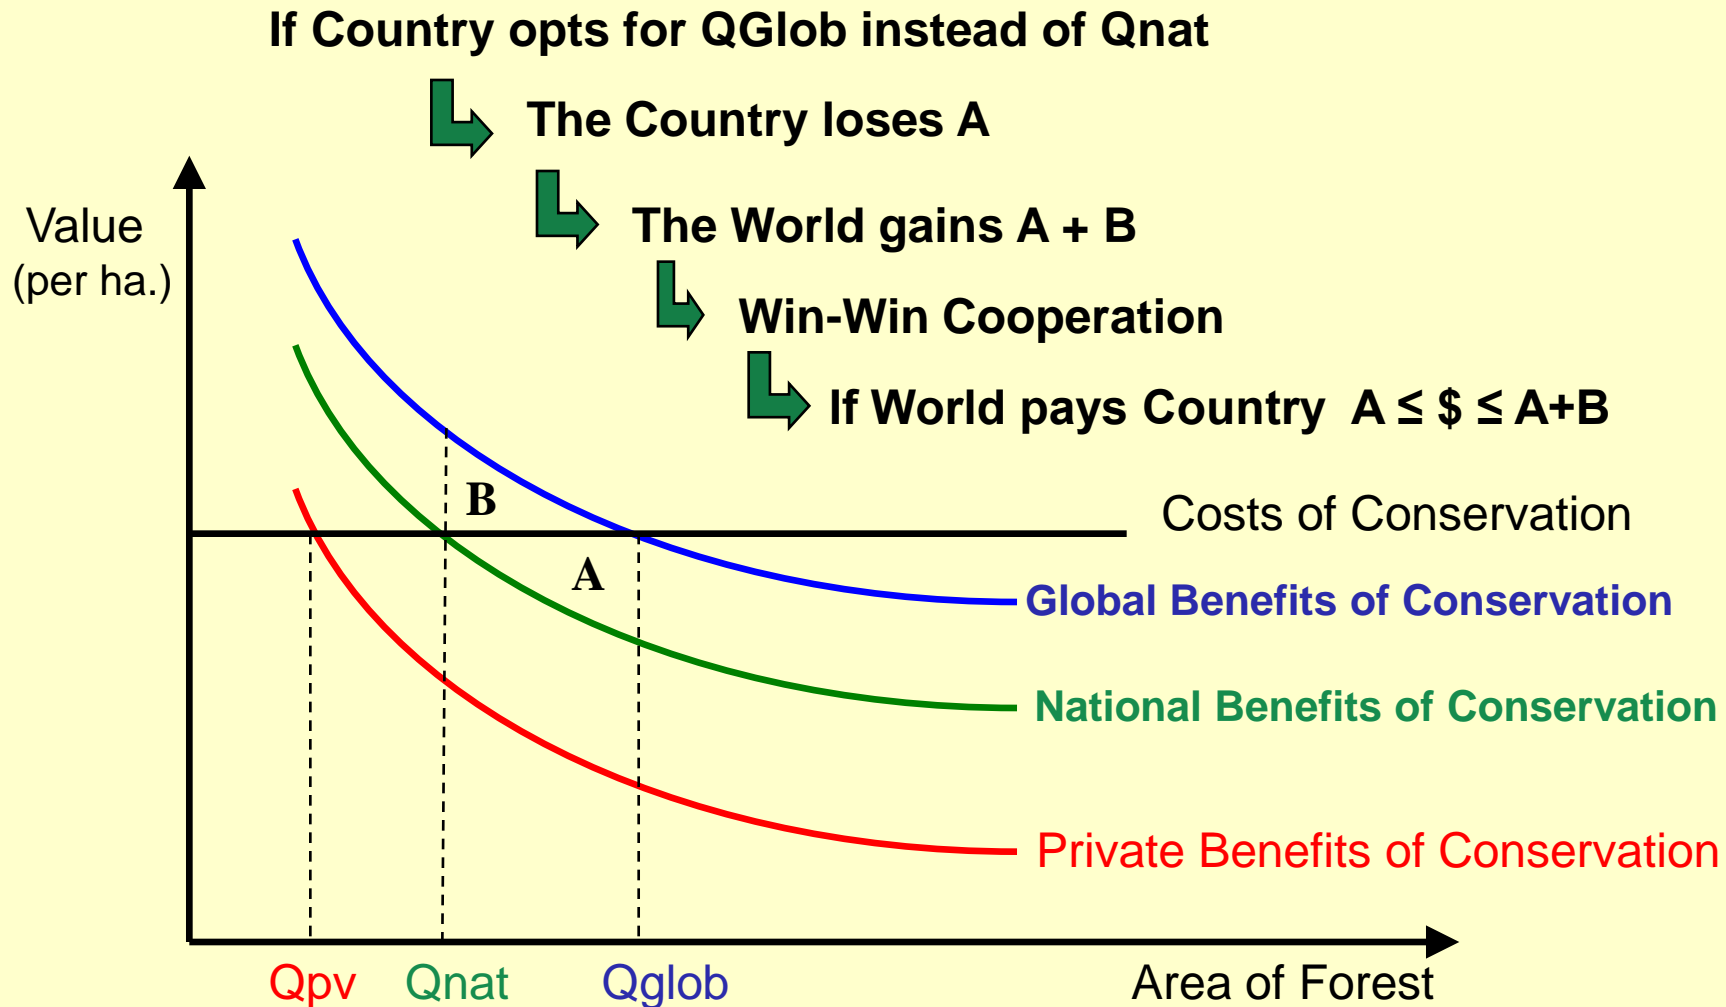 If Country opts for QGlob instead of Qnat
The Country loses A
The World gains A + B
Win-Win Cooperation
If World pays Country A ≤ $ ≤ A+B
Value
(per ha.)
B
A
Costs of Conservation
Global Benefits of Conservation
National Benefits of Conservation
Private Benefits of Conservation
Qpv Qnat Qglob Area of Forest